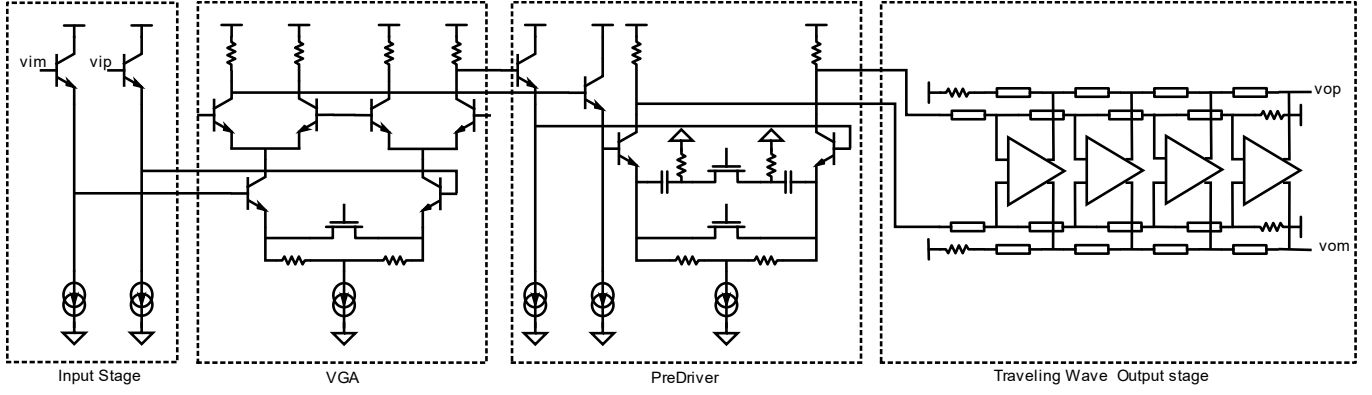 vim
vip
vop
vom
Input Stage
VGA
PreDriver
Traveling Wave Output stage